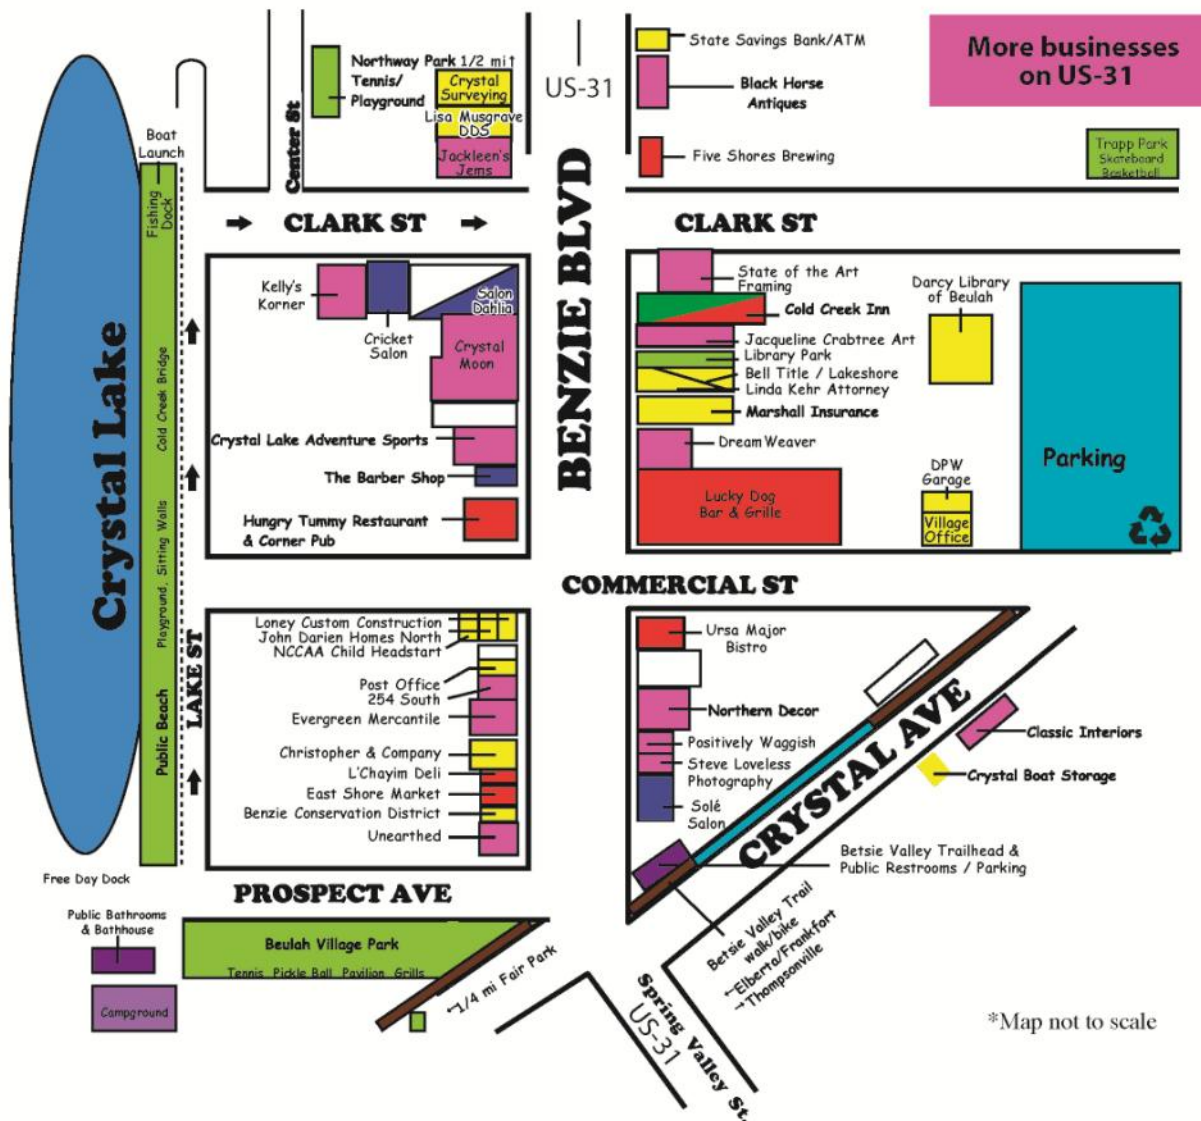 More businesses
on US-31
State Savings Bank/ATM
Black Horse
Antiques
Five Shores Brewing
Trapp Park
Skateboard
Basketball
US-31
Northway Park 1/2 mi↑
Tennis/
Playground
Crystal
Surveying
Lisa Musgrave
DDS
Jackleen's
Jems
Center St
Boat
Launch
Fishing
Dock
CLARK ST
CLARK ST
BENZIE BLVD
Kelly's
Korner
Cricket
Salon
Salon
Dahlia
Crystal
Moon
Crystal Lake Adventure Sports
The Barber Shop
Hungry Tummy Restaurant
& Corner Pub
State of the Art
Framing
Cold Creek Inn
Jacqueline Crabtree Art
Library Park
Bell Title / Lakeshore
Linda Kehr Attorney
Marshall Insurance
DreamWeaver
Lucky Dog
Bar & Grille
Darcy Library
of Beulah
DPW
Garage
Village
Office
Parking
Crystal Lake
Cold Creek Bridge
Playground, Sitting Walls
Public Beach
LAKE ST
COMMERCIAL ST
Loney Custom Construction
John Darien Homes North
NCCAA Child Headstart
Post Office
254 South
Evergreen Mercantile
Christopher & Company
L'Chayim Deli
East Shore Market
Benzie Conservation District
Unearthed
Ursa Major
Bistro
Northern Decor
Positively Waggish
Steve Loveless
Photography
Solé
Salon
CRYSTAL AVE
Classic Interiors
Crystal Boat Storage
Betsie Valley Trailhead &
Public Restrooms / Parking
Betsie Valley Trail
walk/bike
←Elberta/Frankfort
→Thompsonville
Free Day Dock
PROSPECT AVE
Public Bathrooms
& Bathhouse
Campground
Beulah Village Park
Tennis Pickle Ball Pavilion Grills
←1/4 mi Fair Park
Spring Valley St.
US-31
*Map not to scale